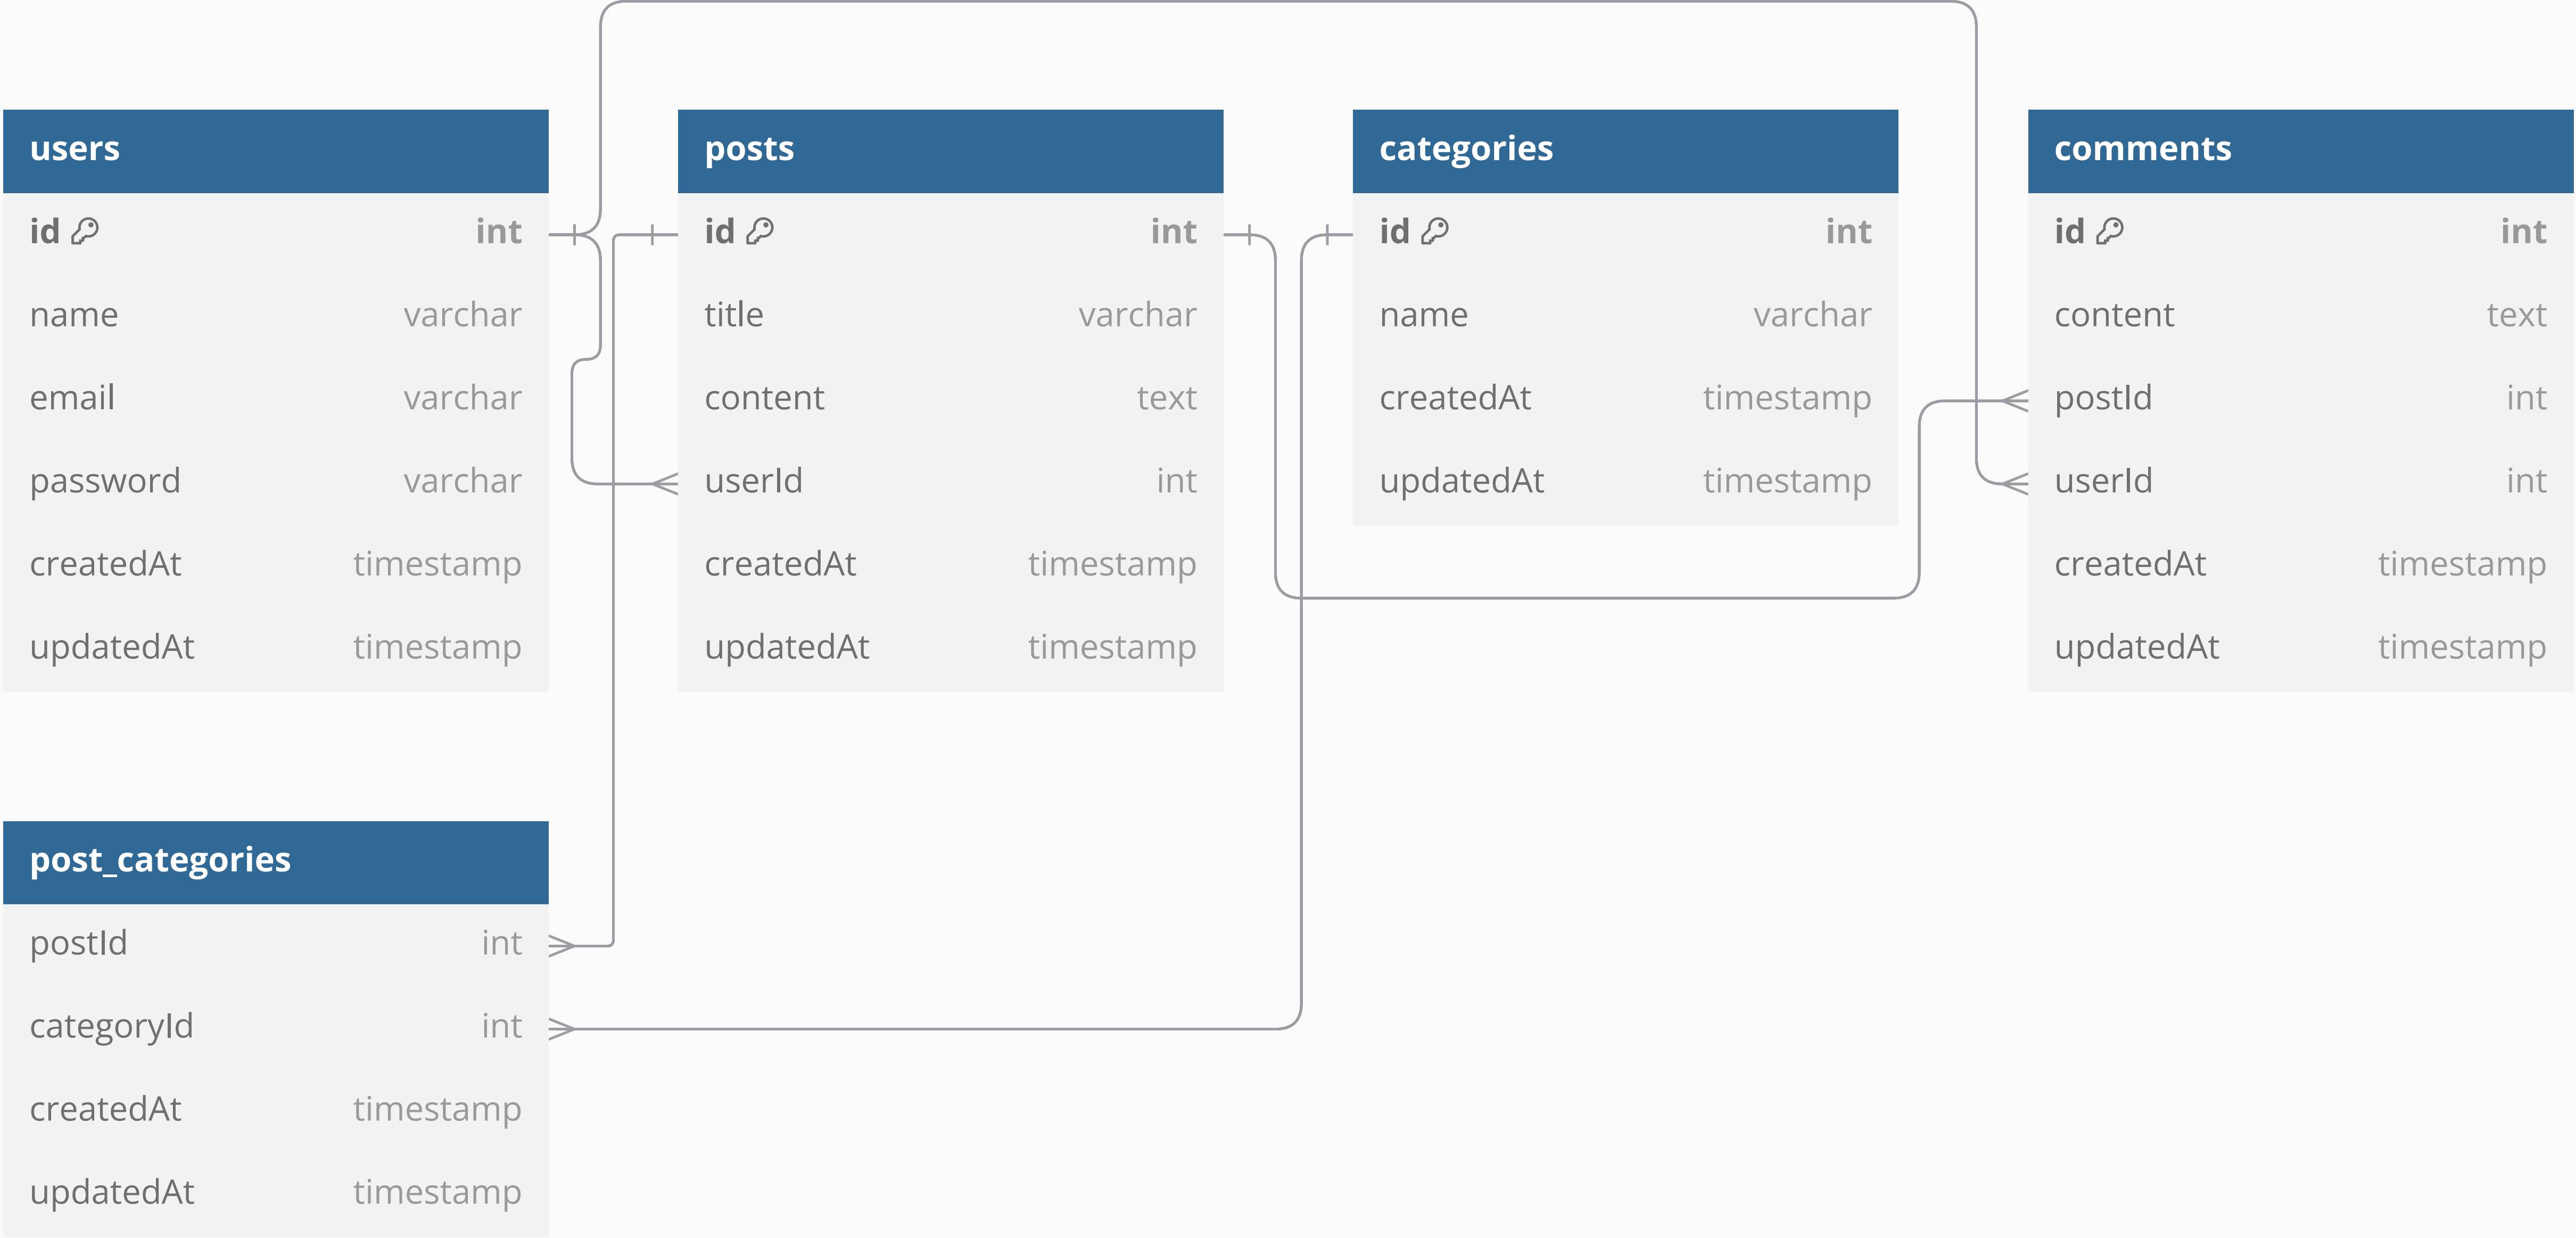 users
id int
name varchar
email varchar
password varchar
createdAt timestamp
updatedAt timestamp
posts
id int
title varchar
content text
userId int
createdAt timestamp
updatedAt timestamp
categories
id int
name varchar
createdAt timestamp
updatedAt timestamp
comments
id int
content text
postId int
userId int
createdAt timestamp
updatedAt timestamp
post_categories
postId int
categoryId int
createdAt timestamp
updatedAt timestamp